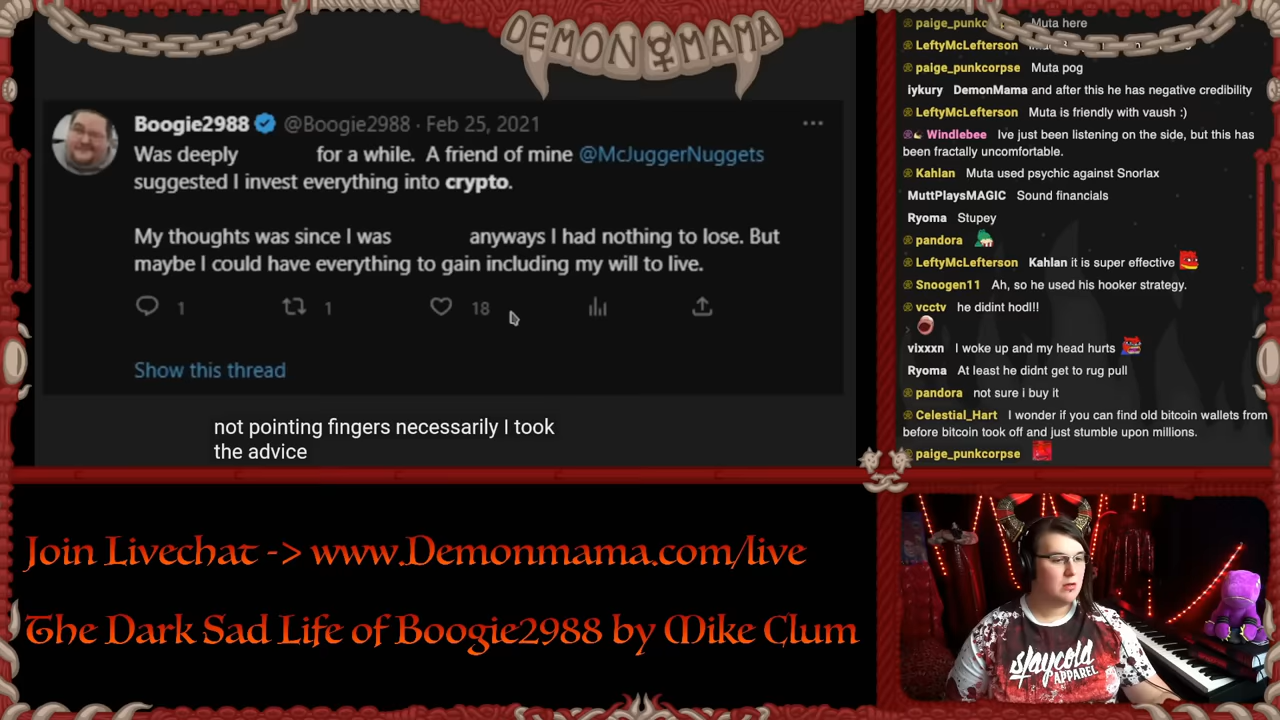 DEMON MAMA
Boogie2988 @Boogie2988 · Feb 25, 2021
Was deeply for a while. A friend of mine @McJuggerNuggets
suggested I invest everything into crypto.
My thoughts was since I was anyways I had nothing to lose. But
maybe I could have everything to gain including my will to live.
1 1 18
Show this thread
not pointing fingers necessarily I took
the advice
Join Livechat -> www.Demonmama.com/live
The Dark Sad Life of Boogie2988 by Mike Clum
Muta here
LeftyMcLefterson
paige_punkcorpse Muta pog
iykury DemonMama and after this he has negative credibility
LeftyMcLefterson Muta is friendly with vaush :)
Windlebee Ive just been listening on the side, but this has
been fractally uncomfortable.
Kahlan Muta used psychic against Snorlax
MuttPlaysMAGIC Sound financials
Ryoma Stupey
pandora
LeftyMcLefterson Kahlan it is super effective
Snoogen11 Ah, so he used his hooker strategy.
vcctv he didint hodl!!!
vixxxn I woke up and my head hurts
Ryoma At least he didnt get to rug pull
pandora not sure i buy it
Celestial_Hart I wonder if you can find old bitcoin wallets from
before bitcoin took off and just stumble upon millions.
paige_punkcorpse
staycold
APPAREL